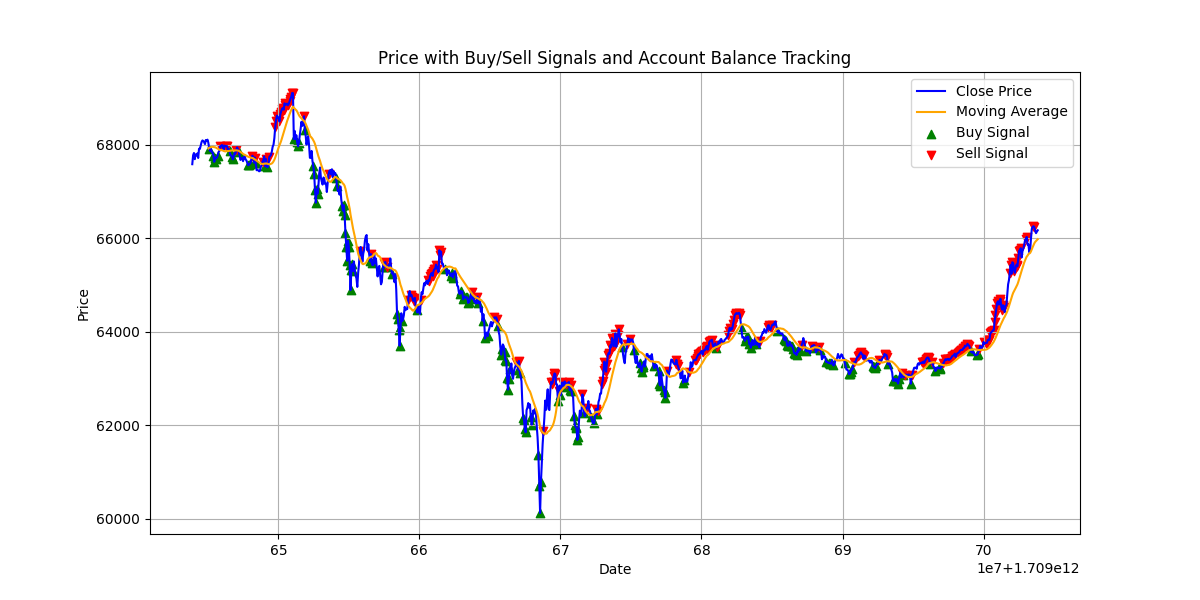 Price with Buy/Sell Signals and Account Balance Tracking
Close Price
Moving Average
Buy Signal
Sell Signal
68000
66000
64000
62000
60000
Price
65 66 67 68 69 70
Date
1e7+1.709e12